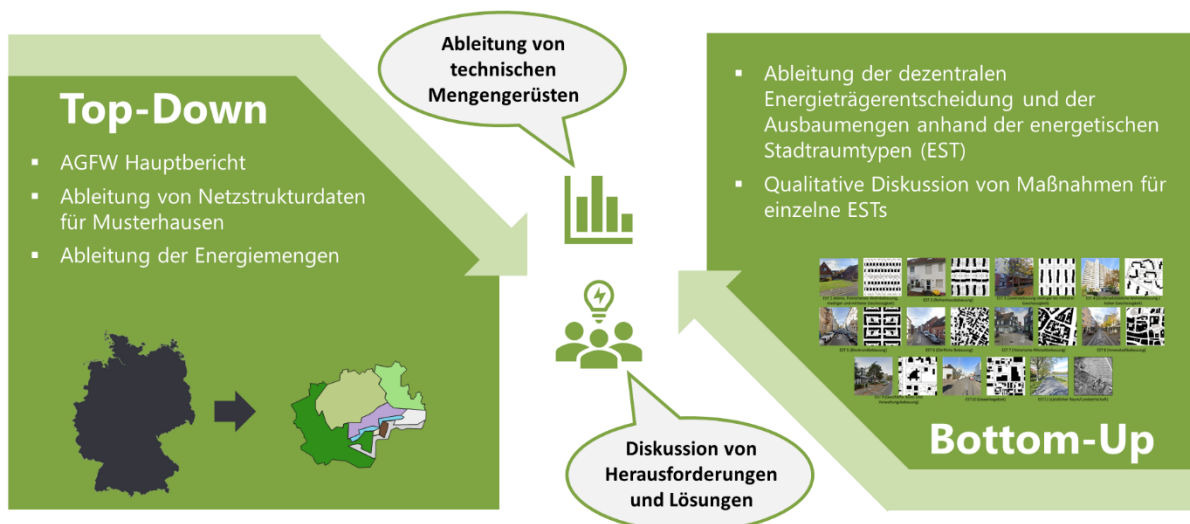 Top-Down
▪ AGFW Hauptbericht
▪ Ableitung von Netzstrukturdaten
für Musterhausen
▪ Ableitung der Energiemengen
Ableitung von
technischen
Mengengerüsten
Diskussion von
Herausforderungen
und Lösungen
▪ Ableitung der dezentralen
Energieträgerentscheidung und der
Ausbaumengen anhand der energetischen
Stadtraumtypen (EST)
▪ Qualitative Diskussion von Maßnahmen für
einzelne ESTs
Bottom-Up